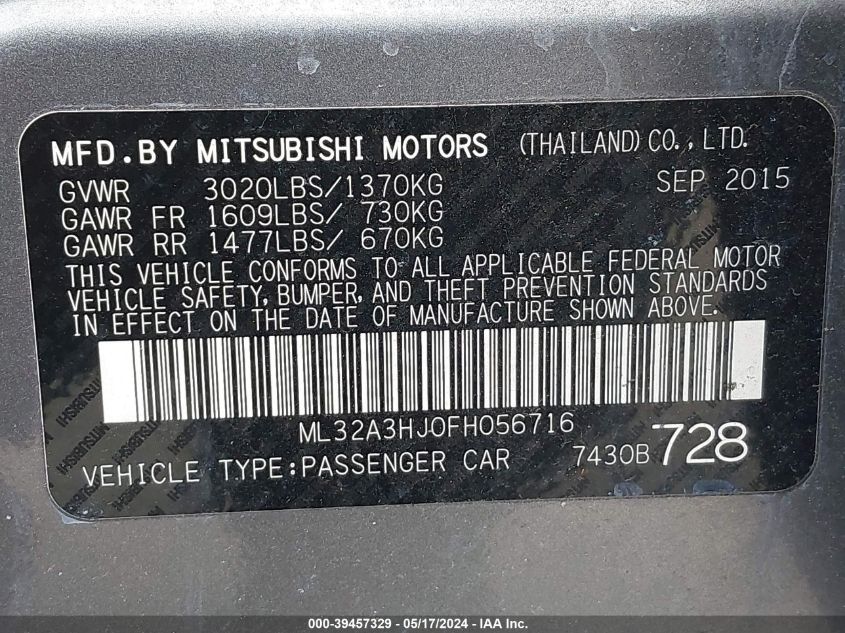 MFD.BY MITSUBISHI MOTORS (THAILAND) CO., LTD.
GVWR 3020LBS/1370KG SEP 2015
GAWR FR 1609LBS/ 730KG
GAWR RR 1477LBS/ 670KG
THIS VEHICLE CONFORMS TO ALL APPLICABLE FEDERAL MOTOR
VEHICLE SAFETY, BUMPER, AND THEFT PREVENTION STANDARDS
IN EFFECT ON THE DATE OF MANUFACTURE SHOWN ABOVE.
ML32A3HJ0FH056716
VEHICLE TYPE:PASSENGER CAR 7430B 728
000-39457329 - 05/17/2024 - IAAI.COM